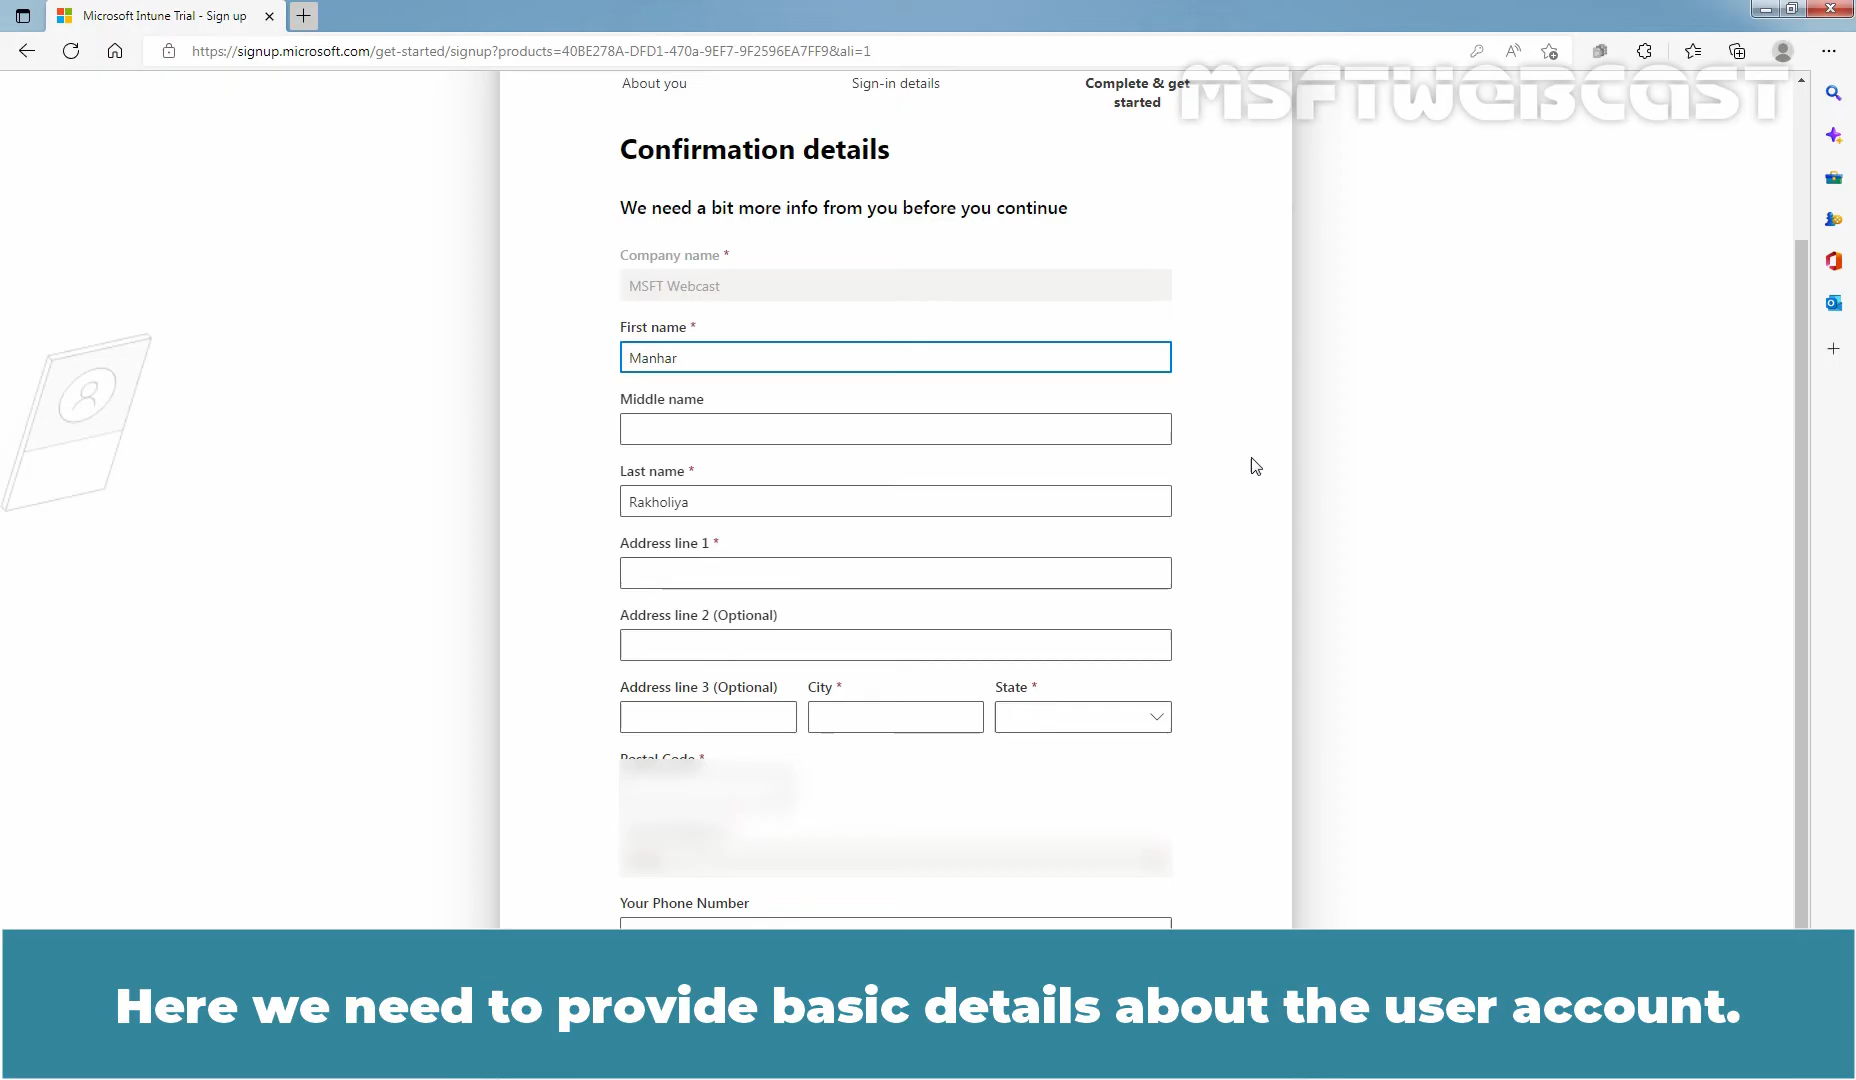 Microsoft Intune Trial - Sign up
https://signup.microsoft.com/get-started/signup?products=40BE278A-DFD1-470a-9EF7-9F2596EA7FF9&ali=1
MSFTWEBCAST
About you
Sign-in details
Complete & get
started
Confirmation details
We need a bit more info from you before you continue
Company name *
MSFT Webcast
First name *
Manhar
Middle name
Last name *
Rakholiya
Address line 1 *
Address line 2 (Optional)
Address line 3 (Optional) City * State *
Postal Code *
Your Phone Number
Here we need to provide basic details about the user account.